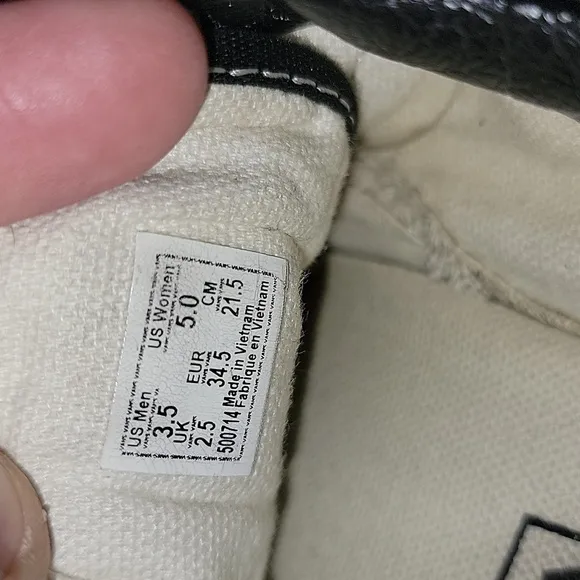 US Men US Women
3.5 5.0
UK EUR CM
2.5 34.5 21.5
500714 Made in Vietnam
Fabrique en Vietnam